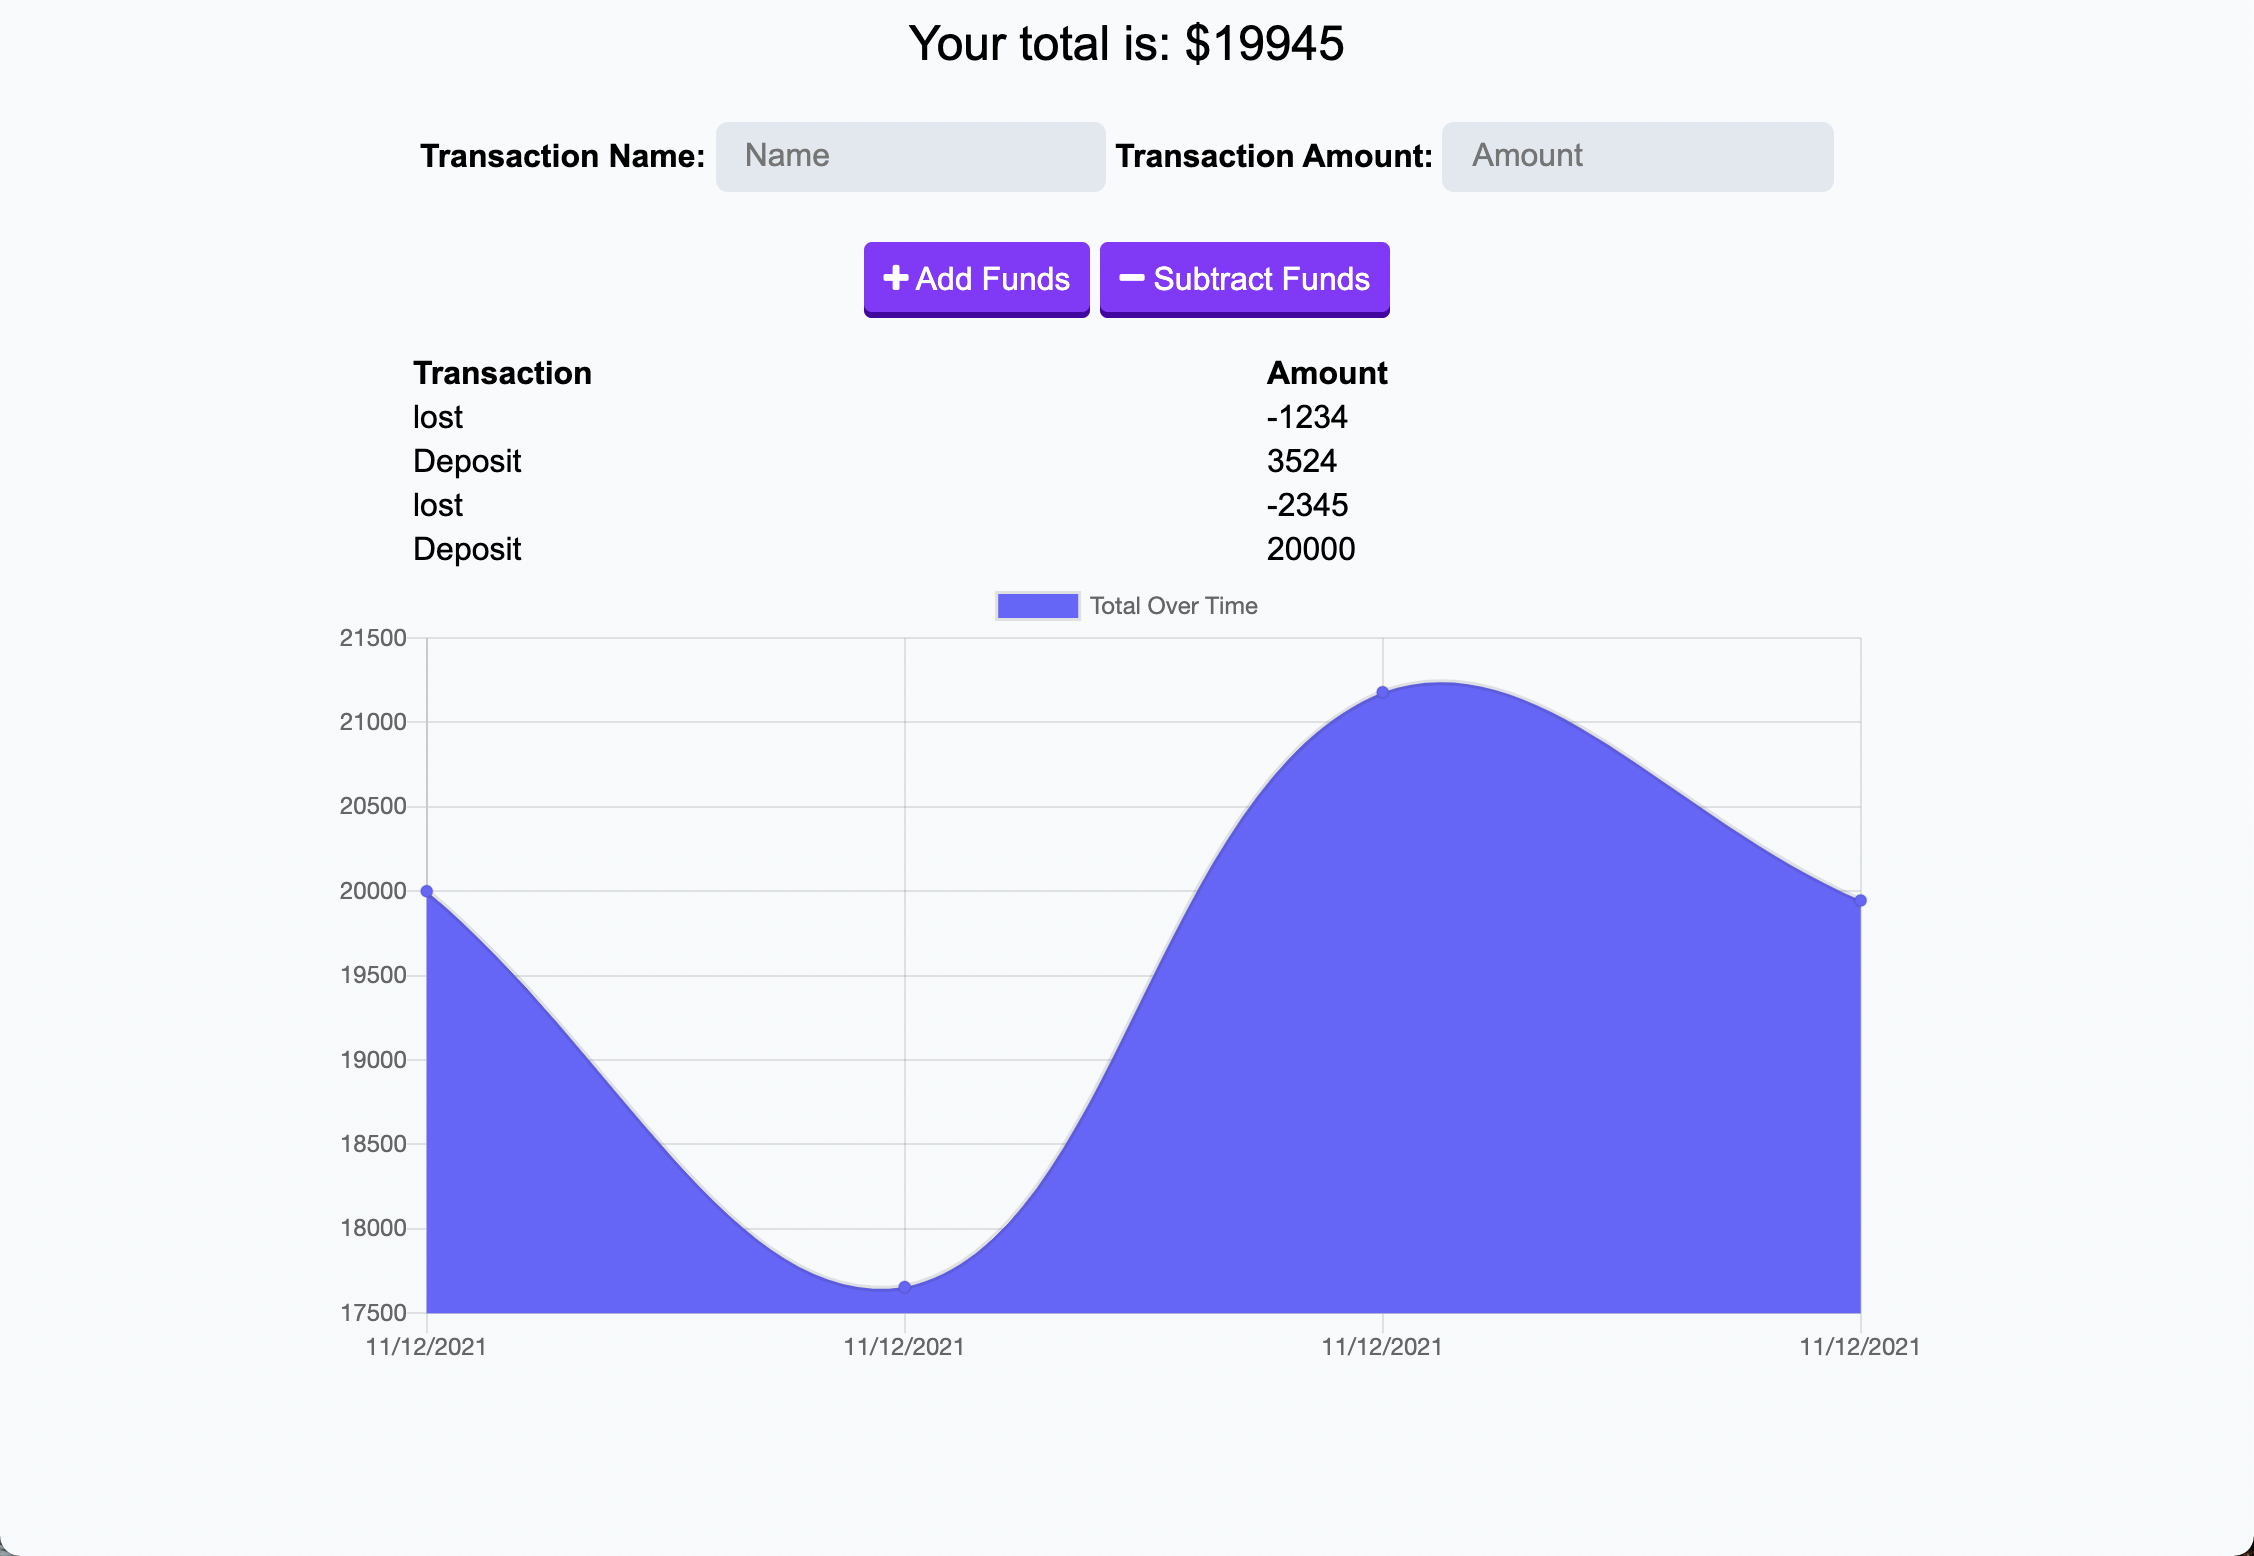 Your total is: $19945
Transaction Name: Name Transaction Amount: Amount
Add Funds Subtract Funds
Transaction Amount
lost -1234
Deposit 3524
lost -2345
Deposit 20000
Total Over Time
21500
21000
20500
20000
19500
19000
18500
18000
17500
11/12/2021 11/12/2021 11/12/2021 11/12/2021